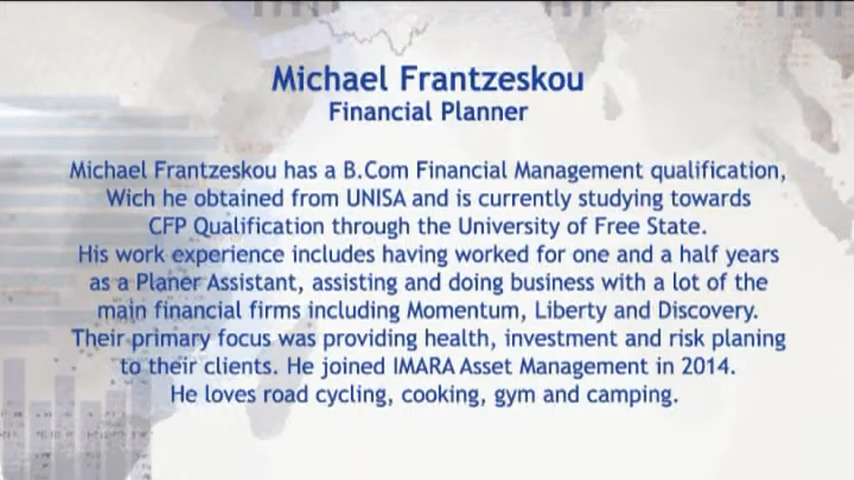 Michael Frantzeskou
Financial Planner
Michael Frantzeskou has a B.Com Financial Management qualification,
Wich he obtained from UNISA and is currently studying towards
CFP Qualification through the University of Free State.
His work experience includes having worked for one and a half years
as a Planer Assistant, assisting and doing business with a lot of the
main financial firms including Momentum, Liberty and Discovery.
Their primary focus was providing health, investment and risk planing
to their clients. He joined IMARA Asset Management in 2014.
He loves road cycling, cooking, gym and camping.